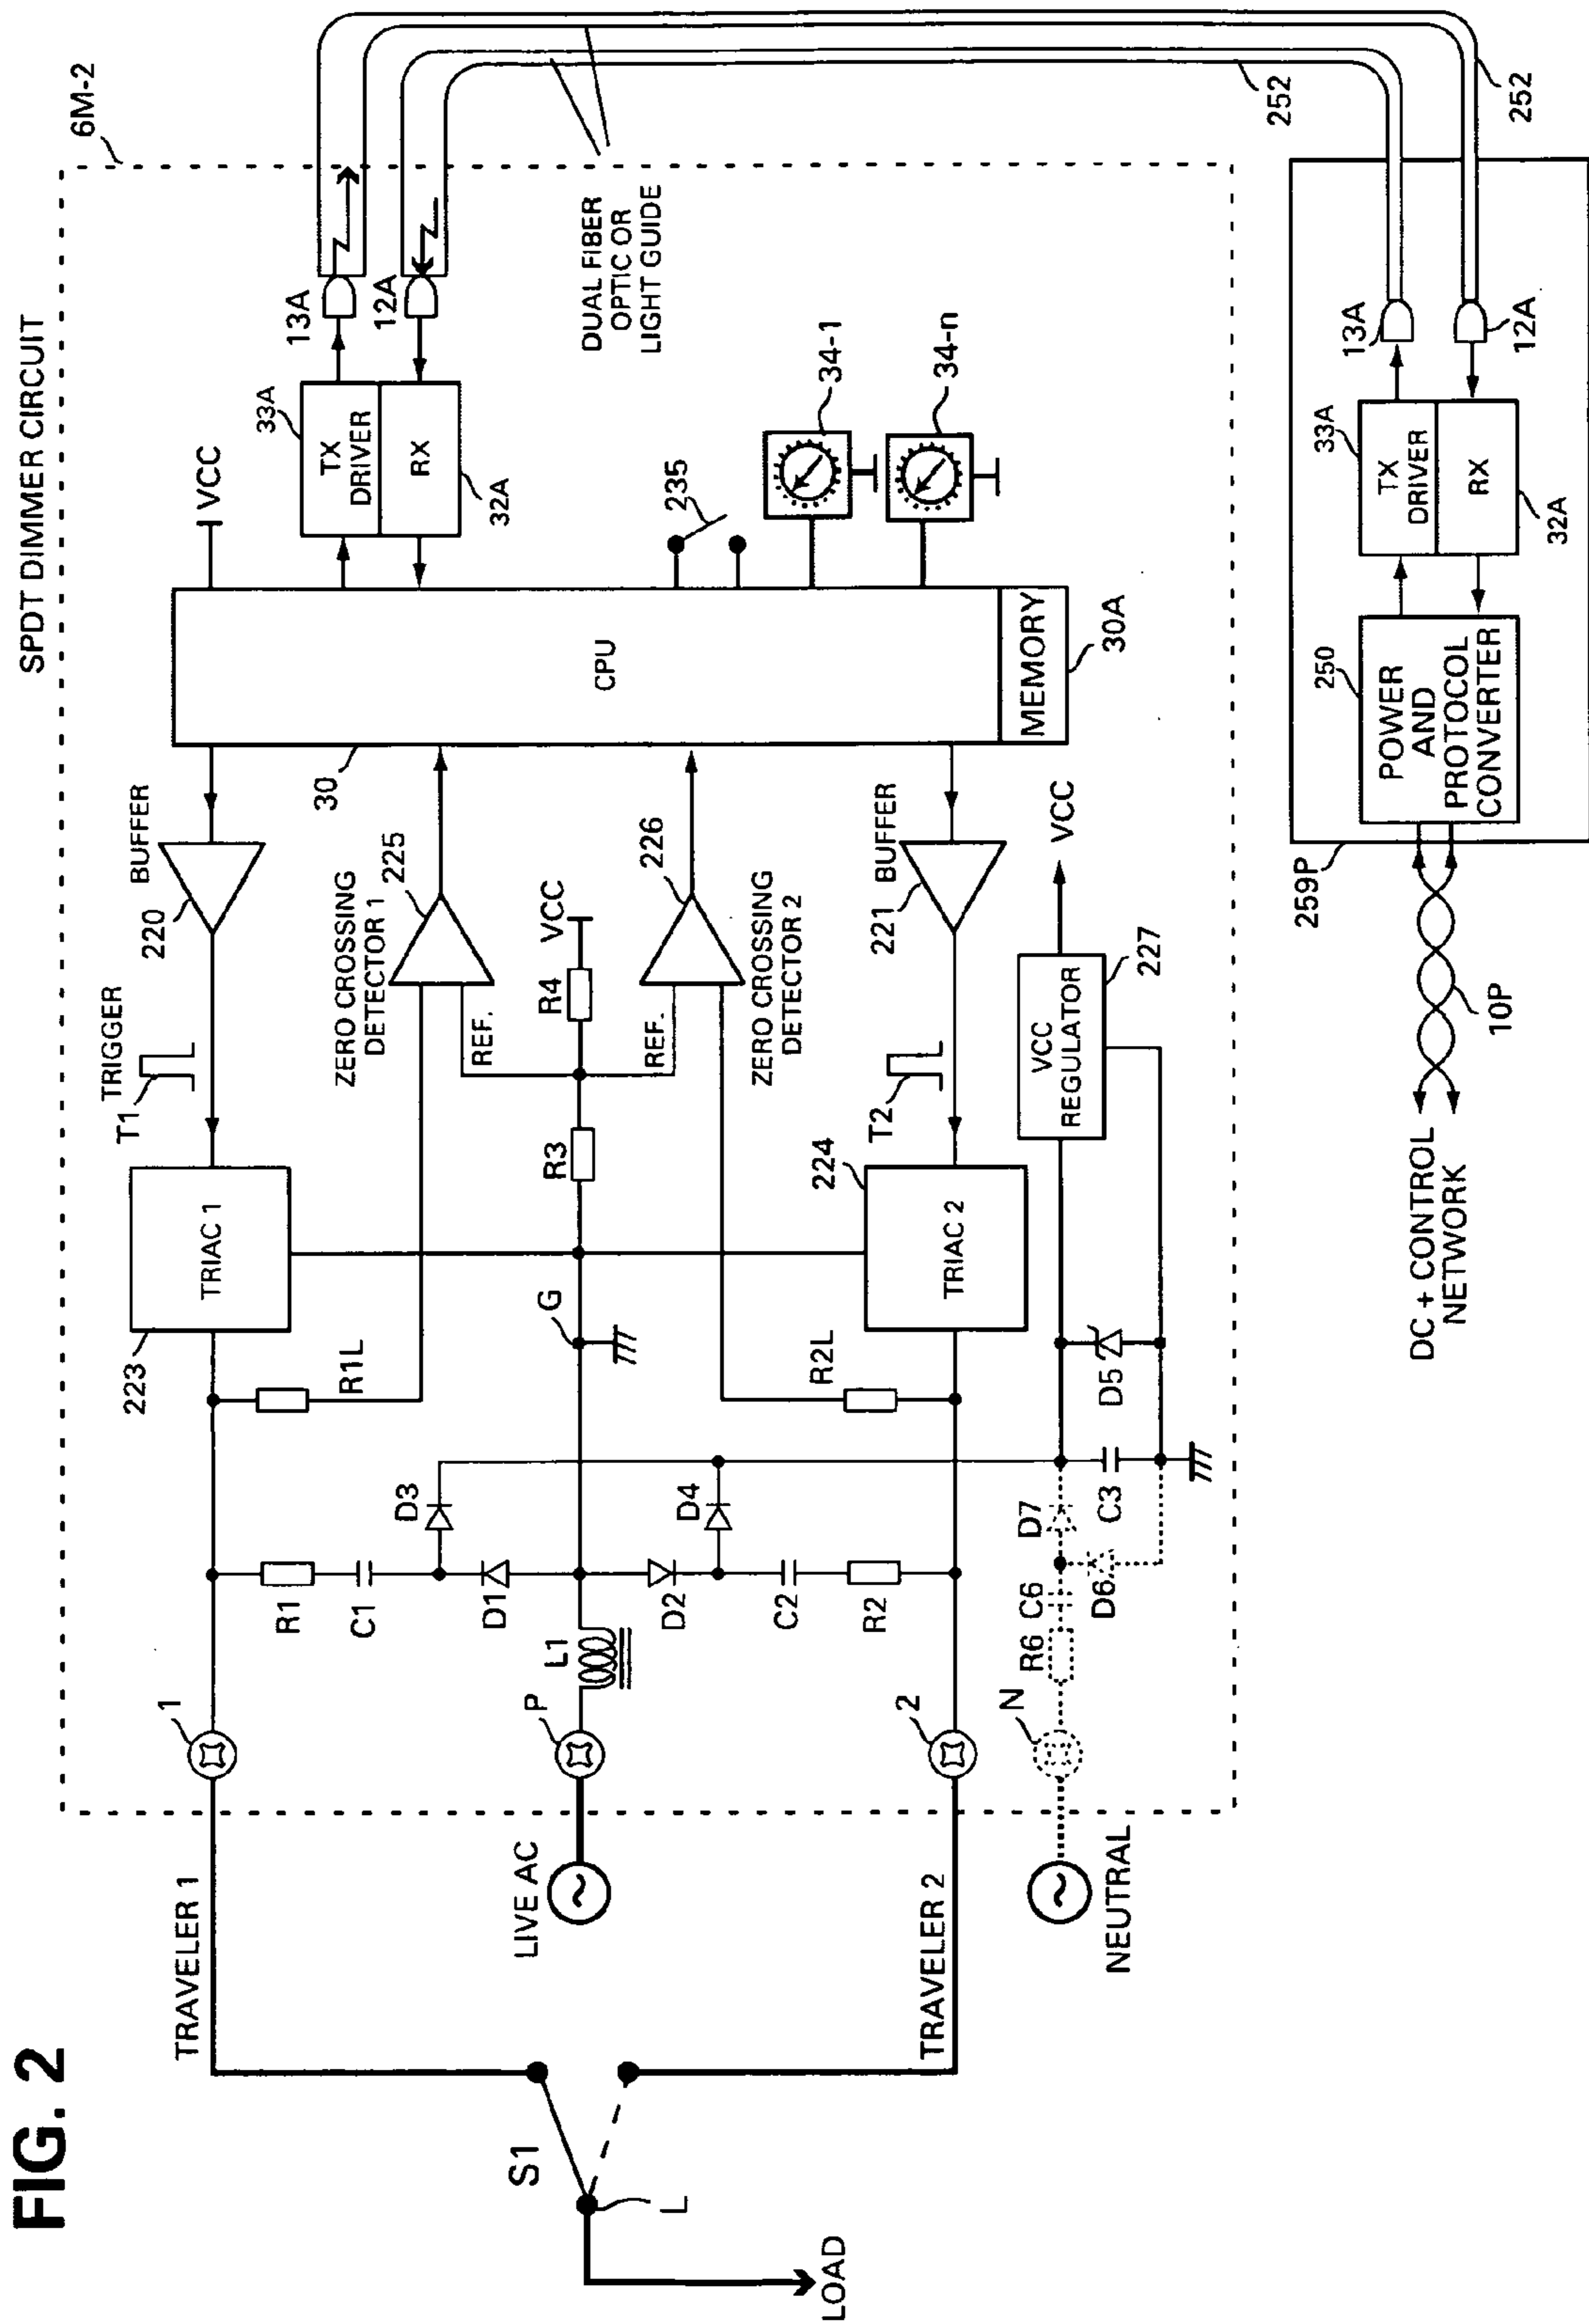 FIG. 2
SPDT DIMMER CIRCUIT
6M-2
TRAVELER 1
1
223
TRIAC 1
T1
TRIGGER
220
BUFFER
VCC
33A
TX
DRIVER
RX
32A
13A
12A
R1
C1
D3
D1
R1L
ZERO CROSSING
DETECTOR 1
225
30
CPU
MEMORY
30A
DUAL FIBER
OPTIC OR
LIGHT GUIDE
S1
L
LOAD
LIVE AC
P
L1
G
R3
REF.
R4
VCC
REF.
235
34-1
34-n
D2
D4
C2
R2
R2L
224
TRIAC 2
T2
ZERO CROSSING
DETECTOR 2
226
221
BUFFER
TRAVELER 2
2
NEUTRAL
N
R6
C6
D7
D6
C3
D5
VCC
REGULATOR
227
VCC
252
252
259P
250
POWER
AND
PROTOCOL
CONVERTER
33A
TX
DRIVER
RX
32A
13A
12A
10P
DC + CONTROL
NETWORK